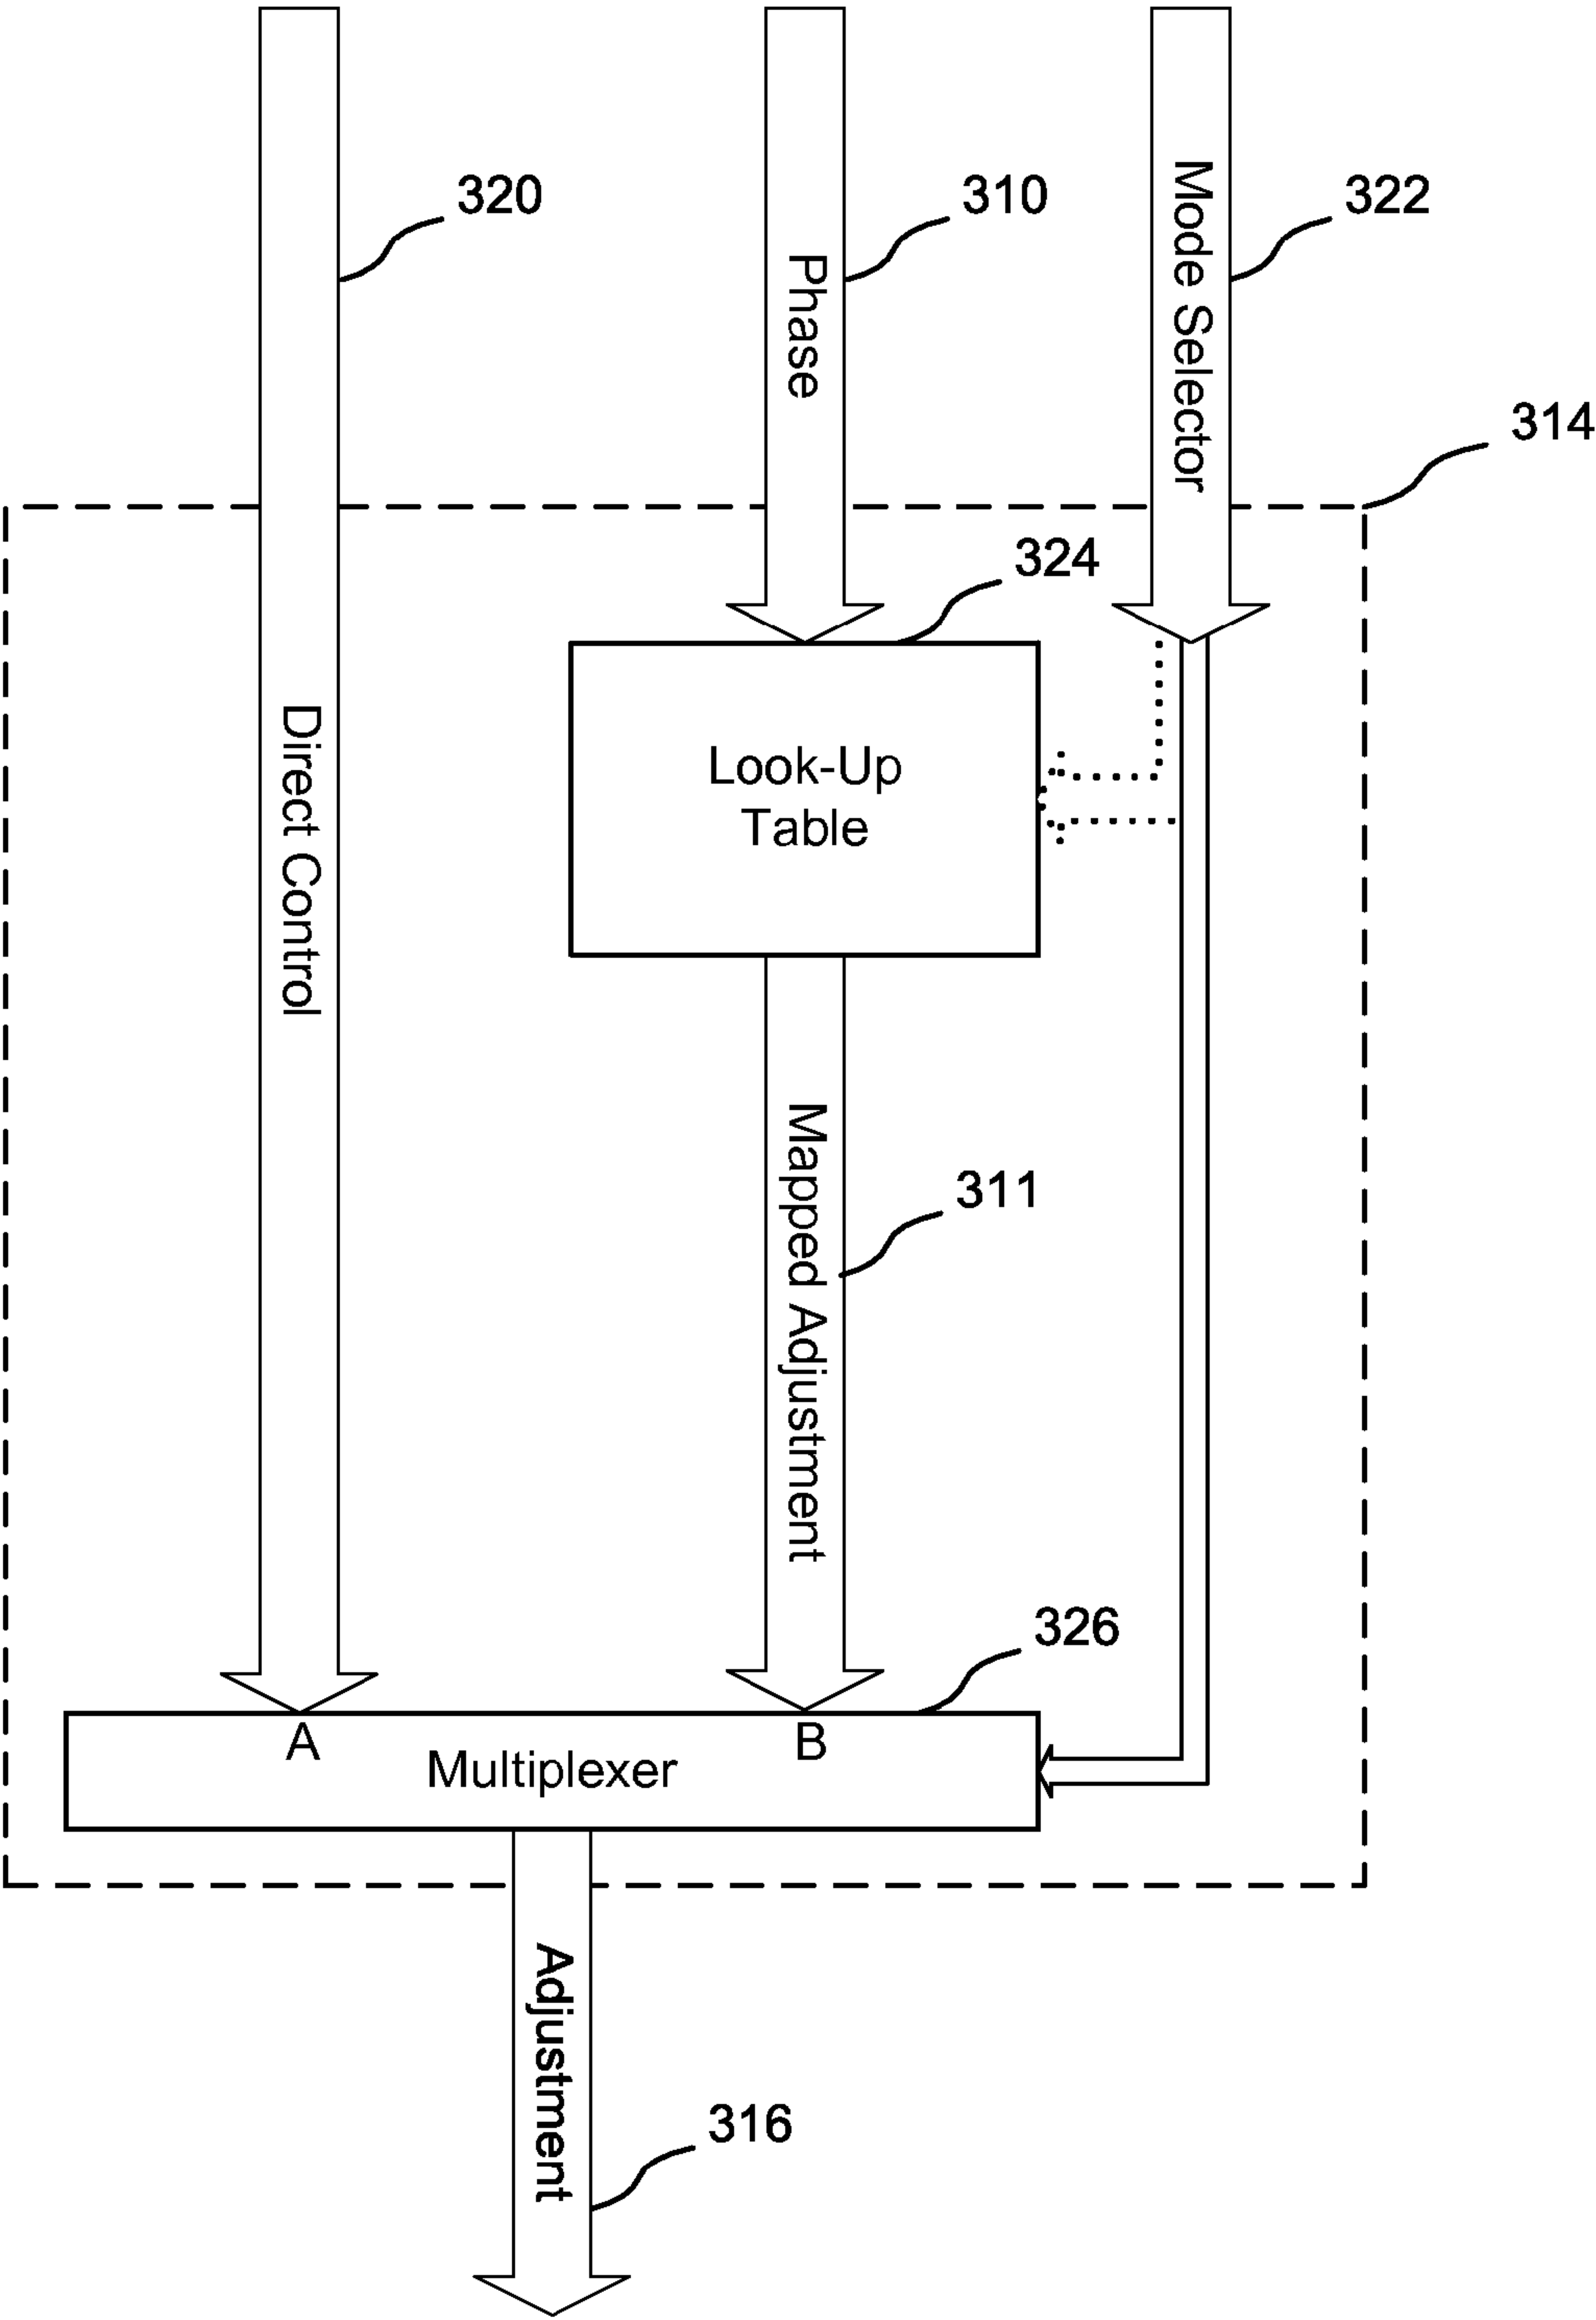 320
310
322
Mode Selector
Phase
314
324
Look-Up
Table
Direct Control
Mapped Adjustment
311
326
A
B
Multiplexer
Adjustment
316